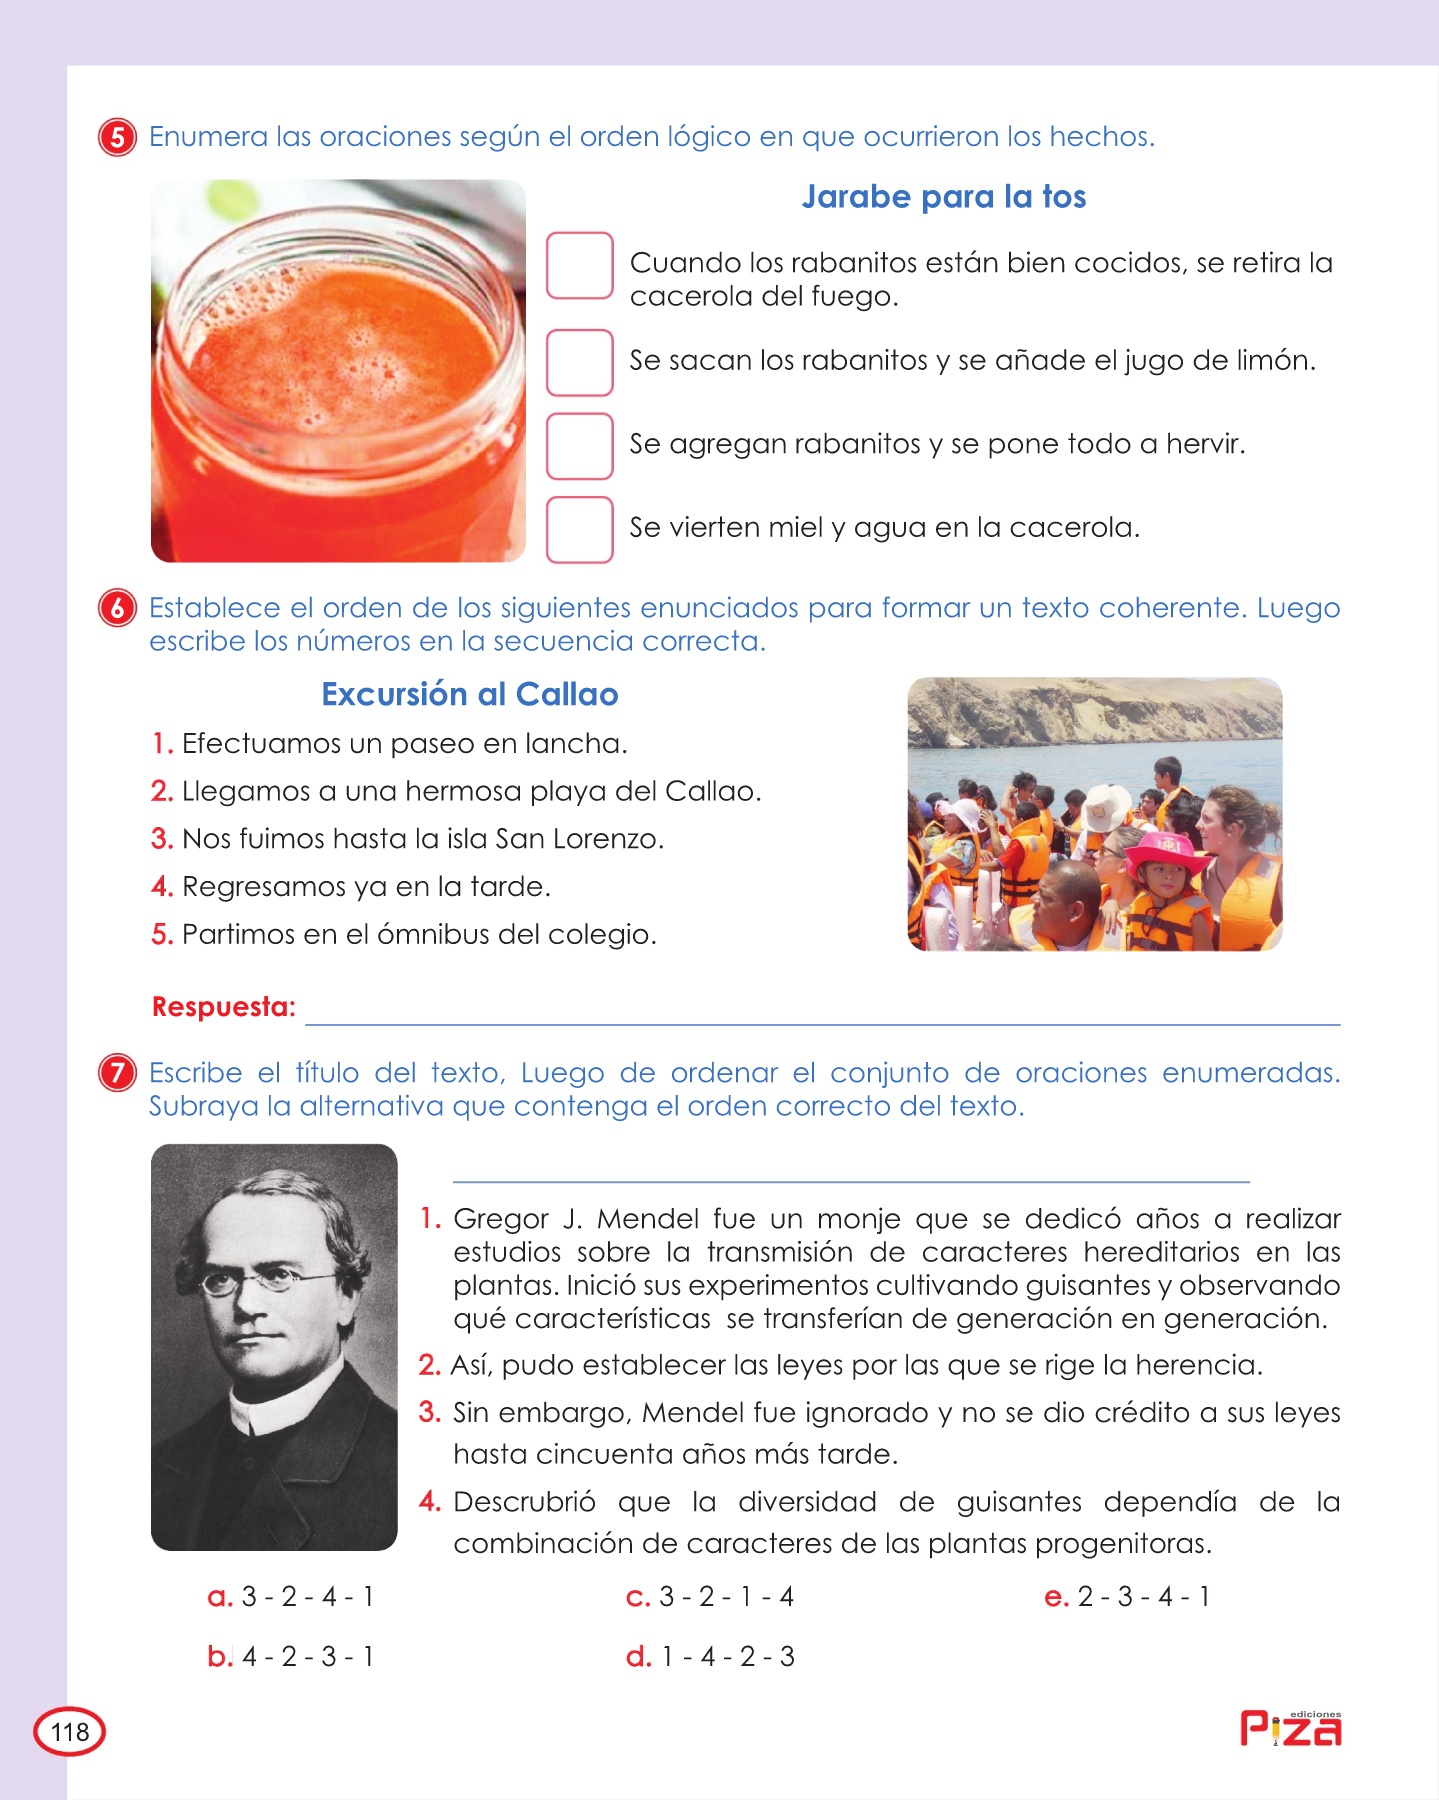 5 Enumera las oraciones según el orden lógico en que ocurrieron los hechos.
Jarabe para la tos
Cuando los rabanitos están bien cocidos, se retira la
cacerola del fuego.
Se sacan los rabanitos y se añade el jugo de limón.
Se agregan rabanitos y se pone todo a hervir.
Se vierten miel y agua en la cacerola.
6 Establece el orden de los siguientes enunciados para formar un texto coherente. Luego
escribe los números en la secuencia correcta.
Excursión al Callao
1. Efectuamos un paseo en lancha.
2. Llegamos a una hermosa playa del Callao.
3. Nos fuimos hasta la isla San Lorenzo.
4. Regresamos ya en la tarde.
5. Partimos en el ómnibus del colegio.
Respuesta:
7 Escribe el título del texto, Luego de ordenar el conjunto de oraciones enumeradas.
Subraya la alternativa que contenga el orden correcto del texto.
1. Gregor J. Mendel fue un monje que se dedicó años a realizar
estudios sobre la transmisión de caracteres hereditarios en las
plantas. Inició sus experimentos cultivando guisantes y observando
qué características se transferían de generación en generación.
2. Así, pudo establecer las leyes por las que se rige la herencia.
3. Sin embargo, Mendel fue ignorado y no se dio crédito a sus leyes
hasta cincuenta años más tarde.
4. Descrubrió que la diversidad de guisantes dependía de la
combinación de caracteres de las plantas progenitoras.
a. 3 - 2 - 4 - 1
c. 3 - 2 - 1 - 4
e. 2 - 3 - 4 - 1
b. 4 - 2 - 3 - 1
d. 1 - 4 - 2 - 3
118
ediciones
Piza